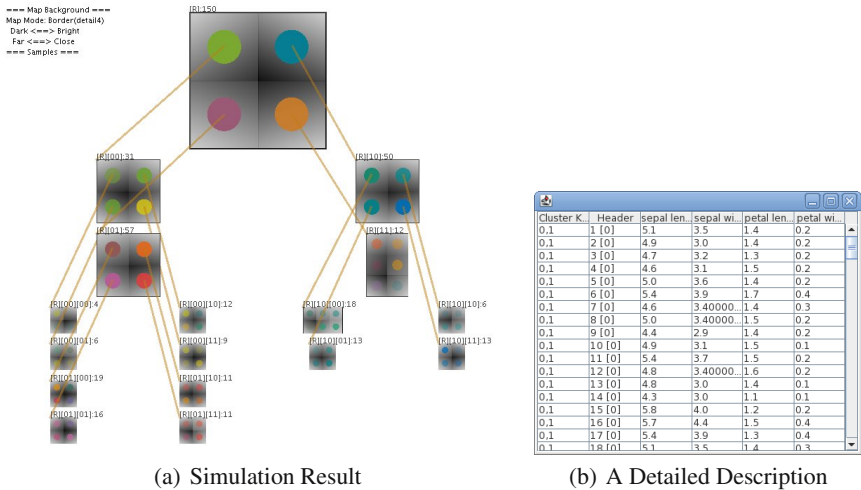 === Map Background ===
Map Mode: Border(detail4)
Dark <==> Bright
Far <==> Close
=== Samples ===
[R]:150
[R][00]:31
[R][10]:50
[R][01]:57
[R][11]:12
[R][00][00]:4
[R][00][10]:12
[R][10][00]:18
[R][10][10]:6
[R][00][01]:6
[R][00][11]:9
[R][10][01]:13
[R][10][11]:13
[R][01][00]:19
[R][01][10]:11
[R][01][01]:16
[R][01][11]:11
Cluster K... Header sepal len... sepal wi... petal len... petal wi...
0,1 1 [0] 5.1 3.5 1.4 0.2
0,1 2 [0] 4.9 3.0 1.4 0.2
0,1 3 [0] 4.7 3.2 1.3 0.2
0,1 4 [0] 4.6 3.1 1.5 0.2
0,1 5 [0] 5.0 3.6 1.4 0.2
0,1 6 [0] 5.4 3.9 1.7 0.4
0,1 7 [0] 4.6 3.40000... 1.4 0.3
0,1 8 [0] 5.0 3.40000... 1.5 0.2
0,1 9 [0] 4.4 2.9 1.4 0.2
0,1 10 [0] 4.9 3.1 1.5 0.1
0,1 11 [0] 5.4 3.7 1.5 0.2
0,1 12 [0] 4.8 3.40000... 1.6 0.2
0,1 13 [0] 4.8 3.0 1.4 0.1
0,1 14 [0] 4.3 3.0 1.1 0.1
0,1 15 [0] 5.8 4.0 1.2 0.2
0,1 16 [0] 5.7 4.4 1.5 0.4
0,1 17 [0] 5.4 3.9 1.3 0.4
0,1 18 [0] 5.1 3.5 1.4 0.3
(a) Simulation Result
(b) A Detailed Description